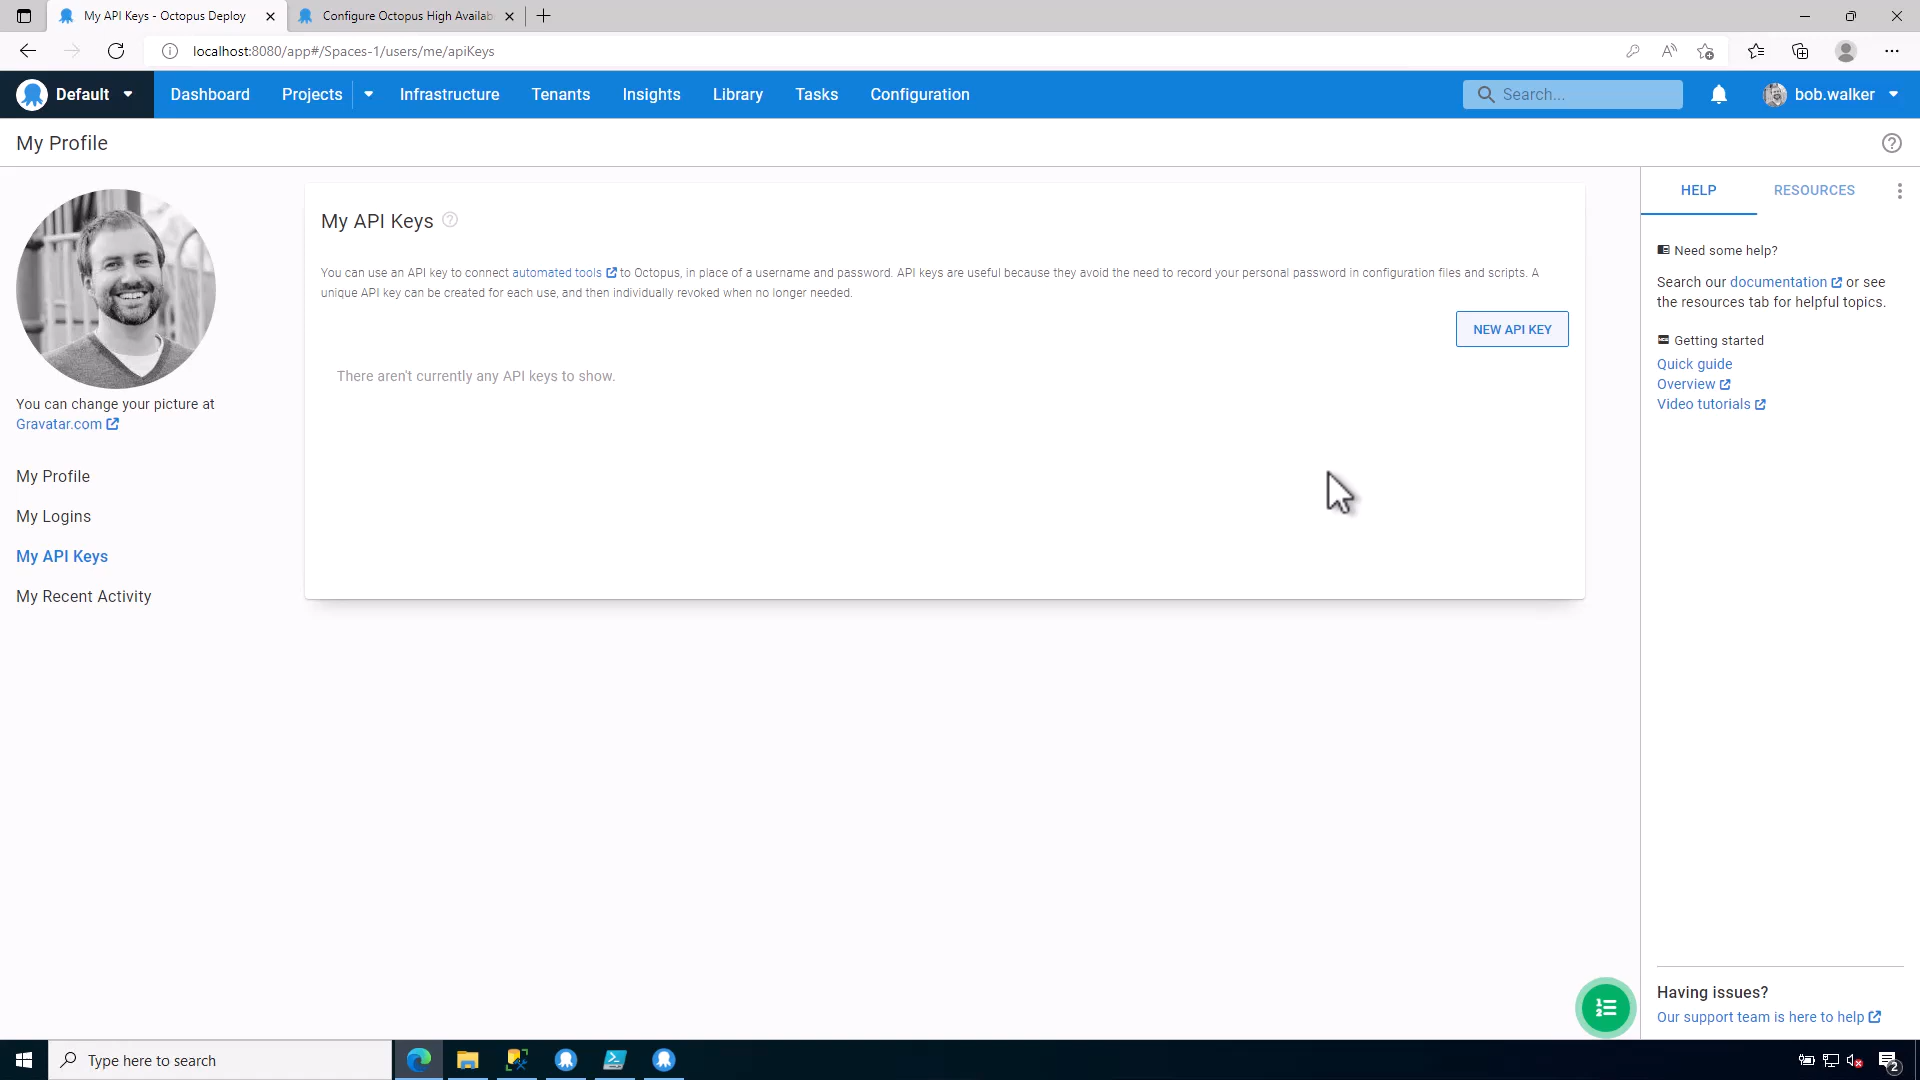 My API Keys - Octopus Deploy
Configure Octopus High Availab
localhost:8080/app#/Spaces-1/users/me/apiKeys
Default
Dashboard
Projects
Infrastructure
Tenants
Insights
Library
Tasks
Configuration
Search...
bob.walker
My Profile
You can change your picture at
Gravatar.com
My Profile
My Logins
My API Keys
My Recent Activity
My API Keys
You can use an API key to connect automated tools to Octopus, in place of a username and password. API keys are useful because they avoid the need to record your personal password in configuration files and scripts. A
unique API key can be created for each use, and then individually revoked when no longer needed.
NEW API KEY
There aren't currently any API keys to show.
HELP
RESOURCES
Need some help?
Search our documentation or see
the resources tab for helpful topics.
Getting started
Quick guide
Overview
Video tutorials
Having issues?
Our support team is here to help
Type here to search
2